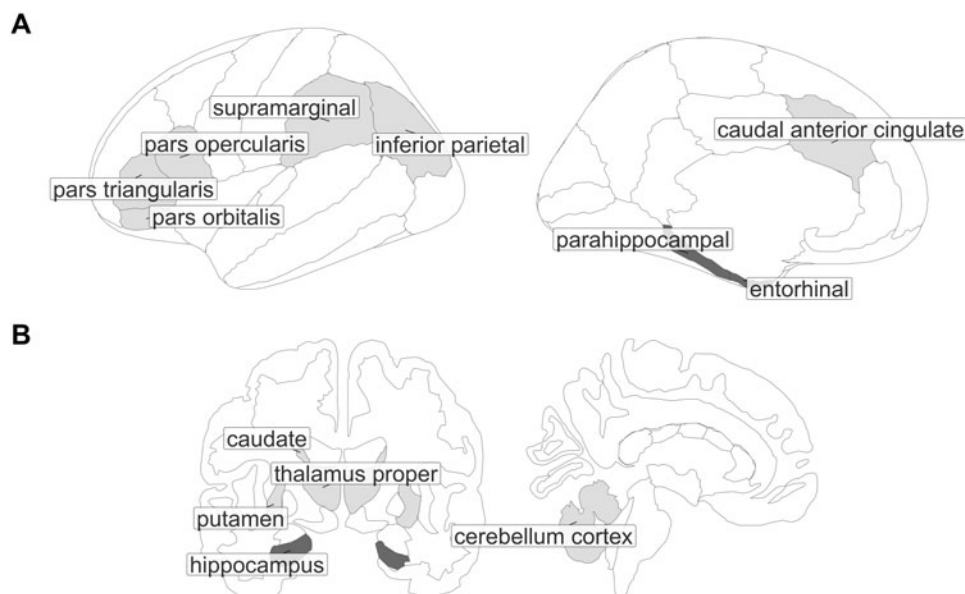 A
supramarginal
pars opercularis
inferior parietal
pars triangularis
pars orbitalis
caudal anterior cingulate
parahippocampal
entorhinal
B
caudate
thalamus proper
putamen
cerebellum cortex
hippocampus